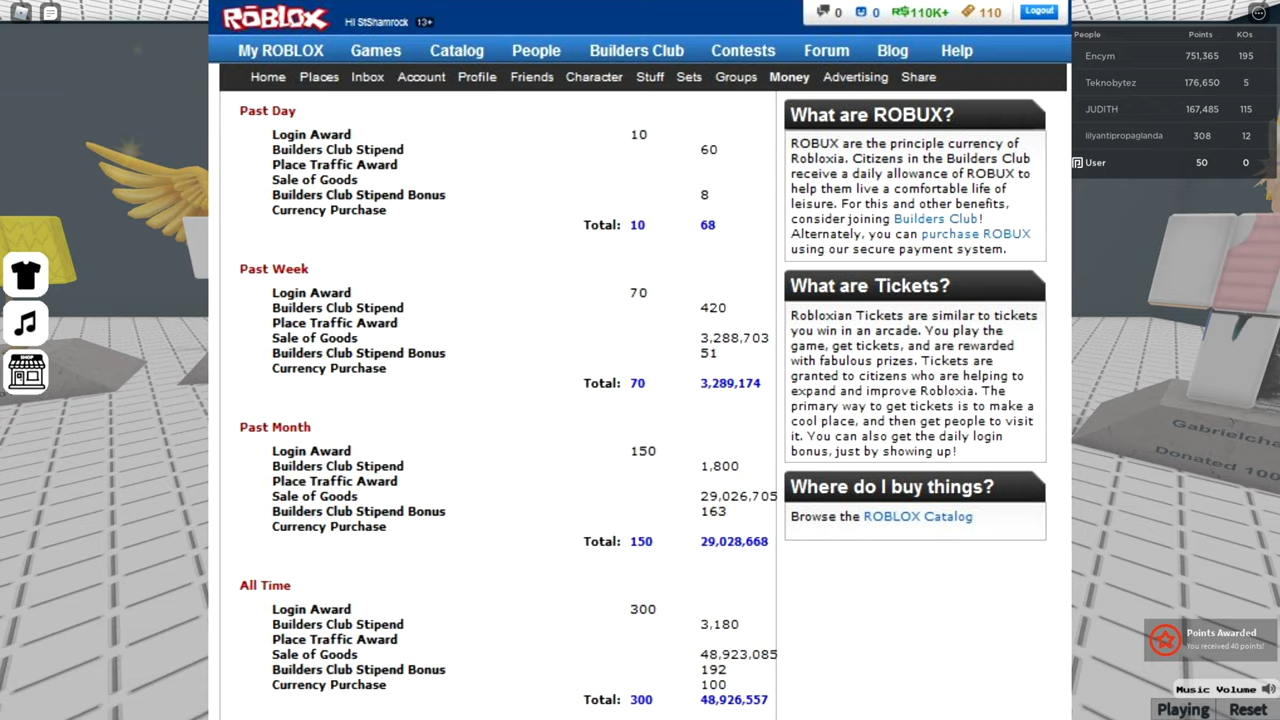 ROBLOX
Hi StShamrock 13+
0 0 R$110K+ 110 Logout
My ROBLOX Games Catalog People Builders Club Contests Forum Blog Help
Home Places Inbox Account Profile Friends Character Stuff Sets Groups Money Advertising Share
Past Day
Login Award 10
Builders Club Stipend 60
Place Traffic Award
Sale of Goods
Builders Club Stipend Bonus 8
Currency Purchase
Total: 10 68
Past Week
Login Award 70
Builders Club Stipend 420
Place Traffic Award
Sale of Goods 3,288,703
Builders Club Stipend Bonus 51
Currency Purchase
Total: 70 3,289,174
Past Month
Login Award 150
Builders Club Stipend 1,800
Place Traffic Award
Sale of Goods 29,026,705
Builders Club Stipend Bonus 163
Currency Purchase
Total: 150 29,028,668
All Time
Login Award 300
Builders Club Stipend 3,180
Place Traffic Award
Sale of Goods 48,923,085
Builders Club Stipend Bonus 192
Currency Purchase 100
Total: 300 48,926,557
What are ROBUX?
ROBUX are the principle currency of
Robloxia. Citizens in the Builders Club
receive a daily allowance of ROBUX to
help them live a comfortable life of
leisure. For this and other benefits,
consider joining Builders Club!
Alternately, you can purchase ROBUX
using our secure payment system.
What are Tickets?
Robloxian Tickets are similar to tickets
you win in an arcade. You play the
game, get tickets, and are rewarded
with fabulous prizes. Tickets are
granted to citizens who are helping to
expand and improve Robloxia. The
primary way to get tickets is to make a
cool place, and then get people to visit
it. You can also get the daily login
bonus, just by showing up!
Where do I buy things?
Browse the ROBLOX Catalog
People Points KOs
Encym 751,365 195
Teknobytez 176,650 5
JUDITH 167,485 115
lilyantipropaglanda 308 12
User 50 0
SHOP
Gabrielcha
Donated 100
Points Awarded
You received 40 points!
Music Volume
Playing Reset